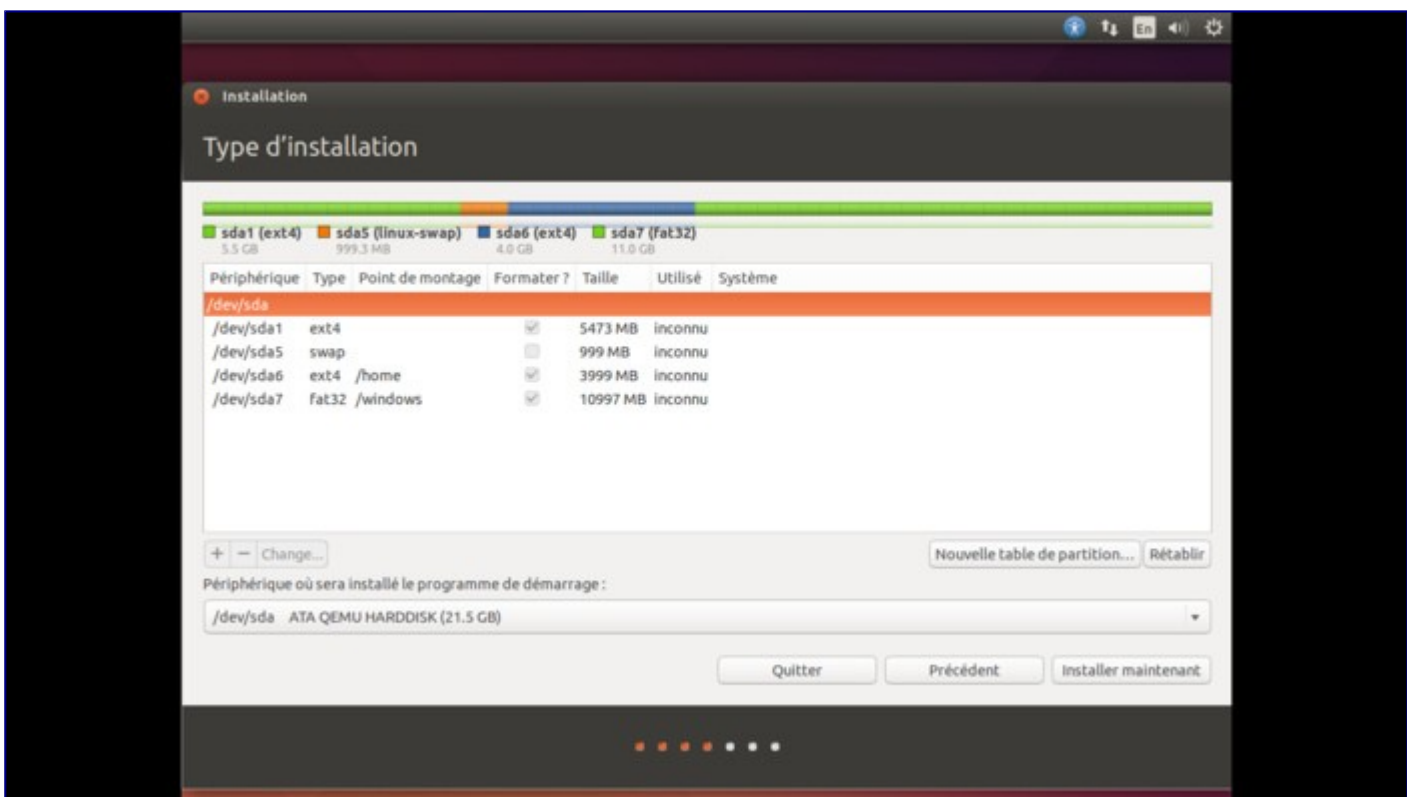 En
Installation
Type d'installation
sda1 (ext4) sda5 (linux-swap) sda6 (ext4) sda7 (fat32)
5.5 GB 999.3 MB 4.0 GB 11.0 GB
Périphérique Type Point de montage Formater ? Taille Utilisé Système
/dev/sda
/dev/sda1 ext4 5473 MB inconnu
/dev/sda5 swap 999 MB inconnu
/dev/sda6 ext4 /home 3999 MB inconnu
/dev/sda7 fat32 /windows 10997 MB inconnu
+ − Change... Nouvelle table de partition... Rétablir
Périphérique où sera installé le programme de démarrage :
/dev/sda ATA QEMU HARDDISK (21.5 GB)
Quitter Précédent Installer maintenant